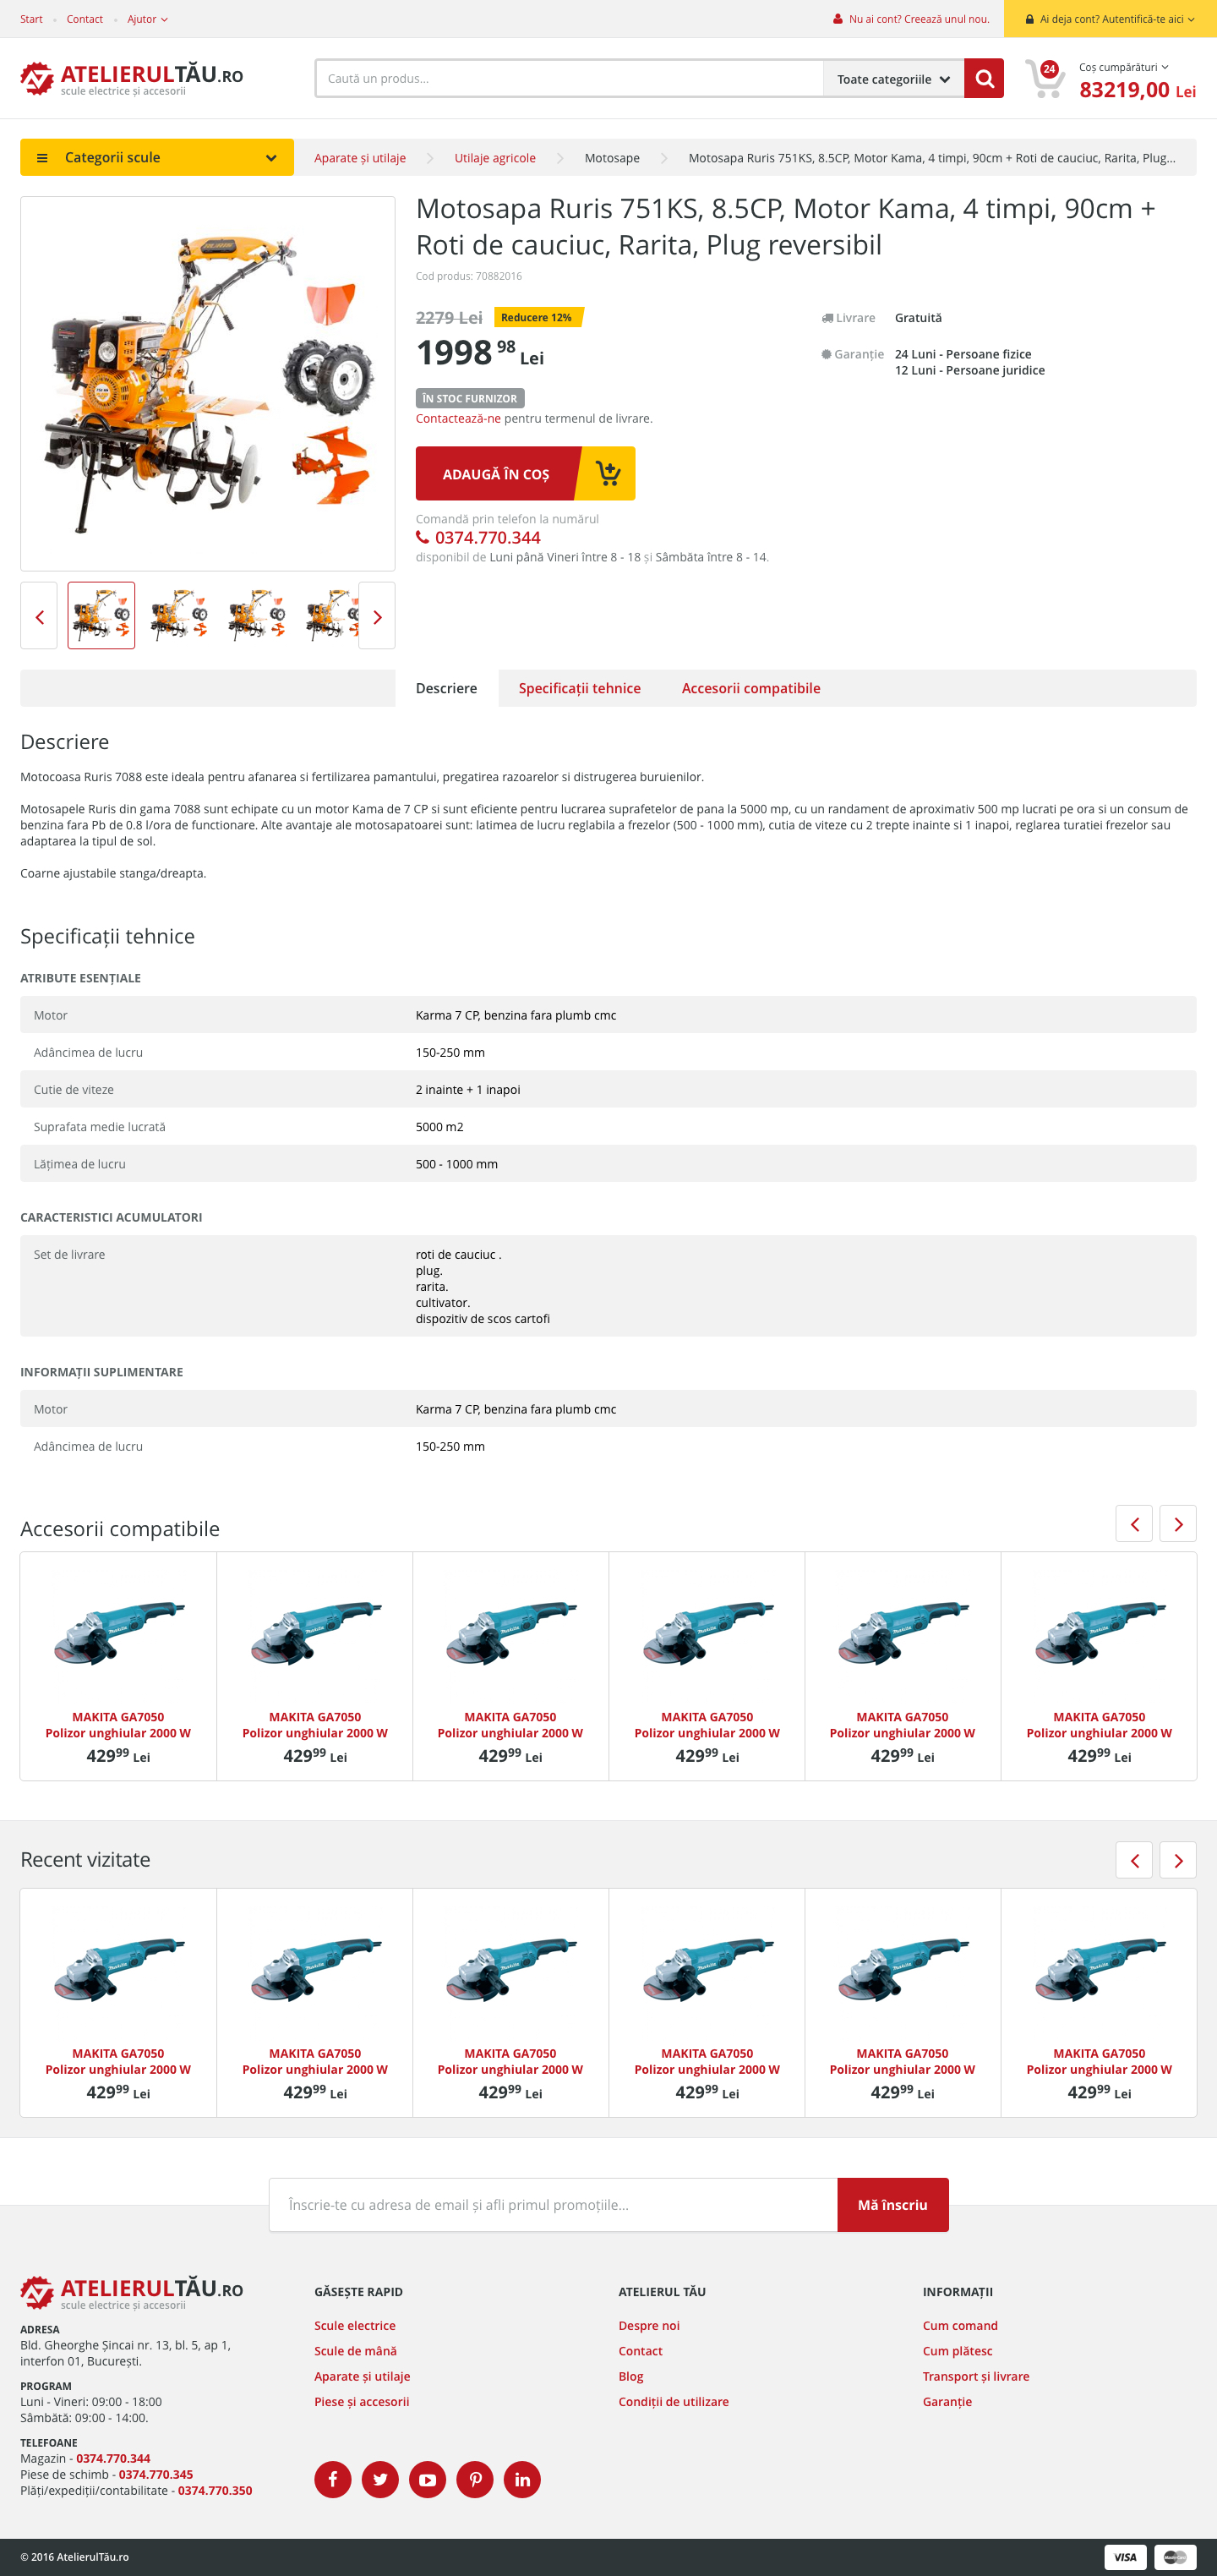 Start
Contact
Ajutor
Nu ai cont? Creează unul nou.
Ai deja cont? Autentifică-te aici
ATELIERULTĂU.RO
scule electrice și accesorii
Caută un produs...
Toate categoriile
24
Coș cumpărături
83219,00 Lei
Categorii scule
Aparate și utilaje
Utilaje agricole
Motosape
Motosapa Ruris 751KS, 8.5CP, Motor Kama, 4 timpi, 90cm + Roti de cauciuc, Rarita, Plug...
Motosapa Ruris 751KS, 8.5CP, Motor Kama, 4 timpi, 90cm +
Roti de cauciuc, Rarita, Plug reversibil
Cod produs: 70882016
2279 Lei
Reducere 12%
1998 98 Lei
Livrare
Gratuită
Garanție
24 Luni - Persoane fizice
12 Luni - Persoane juridice
ÎN STOC FURNIZOR
Contactează-ne pentru termenul de livrare.
ADAUGĂ ÎN COȘ
Comandă prin telefon la numărul
0374.770.344
disponibil de Luni până Vineri între 8 - 18 și Sâmbăta între 8 - 14.
Descriere
Specificații tehnice
Accesorii compatibile
Descriere
Motocoasa Ruris 7088 este ideala pentru afanarea si fertilizarea pamantului, pregatirea razoarelor si distrugerea buruienilor.
Motosapele Ruris din gama 7088 sunt echipate cu un motor Kama de 7 CP si sunt eficiente pentru lucrarea suprafetelor de pana la 5000 mp, cu un randament de aproximativ 500 mp lucrati pe ora si un consum de
benzina fara Pb de 0.8 l/ora de functionare. Alte avantaje ale motosapatoarei sunt: latimea de lucru reglabila a frezelor (500 - 1000 mm), cutia de viteze cu 2 trepte inainte si 1 inapoi, reglarea turatiei frezelor sau
adaptarea la tipul de sol.
Coarne ajustabile stanga/dreapta.
Specificații tehnice
ATRIBUTE ESENȚIALE
Motor
Karma 7 CP, benzina fara plumb cmc
Adâncimea de lucru
150-250 mm
Cutie de viteze
2 inainte + 1 inapoi
Suprafata medie lucrată
5000 m2
Lățimea de lucru
500 - 1000 mm
CARACTERISTICI ACUMULATORI
Set de livrare
roti de cauciuc .
plug.
rarita.
cultivator.
dispozitiv de scos cartofi
INFORMAȚII SUPLIMENTARE
Motor
Karma 7 CP, benzina fara plumb cmc
Adâncimea de lucru
150-250 mm
Accesorii compatibile
MAKITA GA7050
Polizor unghiular 2000 W
429 99 Lei
MAKITA GA7050
Polizor unghiular 2000 W
429 99 Lei
MAKITA GA7050
Polizor unghiular 2000 W
429 99 Lei
MAKITA GA7050
Polizor unghiular 2000 W
429 99 Lei
MAKITA GA7050
Polizor unghiular 2000 W
429 99 Lei
MAKITA GA7050
Polizor unghiular 2000 W
429 99 Lei
Recent vizitate
MAKITA GA7050
Polizor unghiular 2000 W
429 99 Lei
MAKITA GA7050
Polizor unghiular 2000 W
429 99 Lei
MAKITA GA7050
Polizor unghiular 2000 W
429 99 Lei
MAKITA GA7050
Polizor unghiular 2000 W
429 99 Lei
MAKITA GA7050
Polizor unghiular 2000 W
429 99 Lei
MAKITA GA7050
Polizor unghiular 2000 W
429 99 Lei
Înscrie-te cu adresa de email și afli primul promoțiile...
Mă înscriu
ATELIERULTĂU.RO
scule electrice și accesorii
ADRESA
Bld. Gheorghe Șincai nr. 13, bl. 5, ap 1,
interfon 01, București.
PROGRAM
Luni - Vineri: 09:00 - 18:00
Sâmbătă: 09:00 - 14:00.
TELEFOANE
Magazin - 0374.770.344
Piese de schimb - 0374.770.345
Plăți/expediții/contabilitate - 0374.770.350
GĂSEȘTE RAPID
Scule electrice
Scule de mână
Aparate și utilaje
Piese și accesorii
ATELIERUL TĂU
Despre noi
Contact
Blog
Condiții de utilizare
INFORMAȚII
Cum comand
Cum plătesc
Transport și livrare
Garanție
© 2016 AtelierulTău.ro
VISA
MasterCard